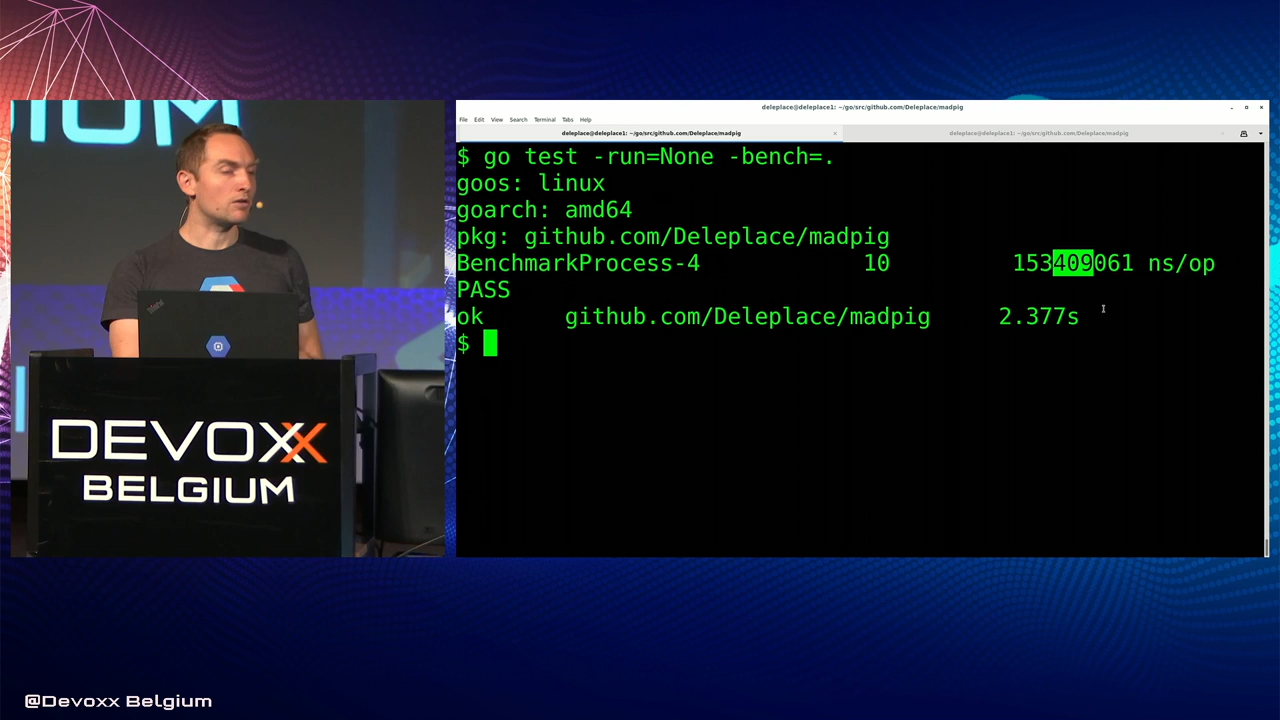 deleplace@deleplace1: ~/go/src/github.com/Deleplace/madpig
File Edit View Search Terminal Tabs Help
deleplace@deleplace1: ~/go/src/github.com/Deleplace/madpig
deleplace@deleplace1: ~/go/src/github.com/Deleplace/madpig
$ go test -run=None -bench=.
goos: linux
goarch: amd64
pkg: github.com/Deleplace/madpig
BenchmarkProcess-4 10 153409061 ns/op
PASS
ok github.com/Deleplace/madpig 2.377s
$
DEVOXX
BELGIUM
@Devoxx Belgium